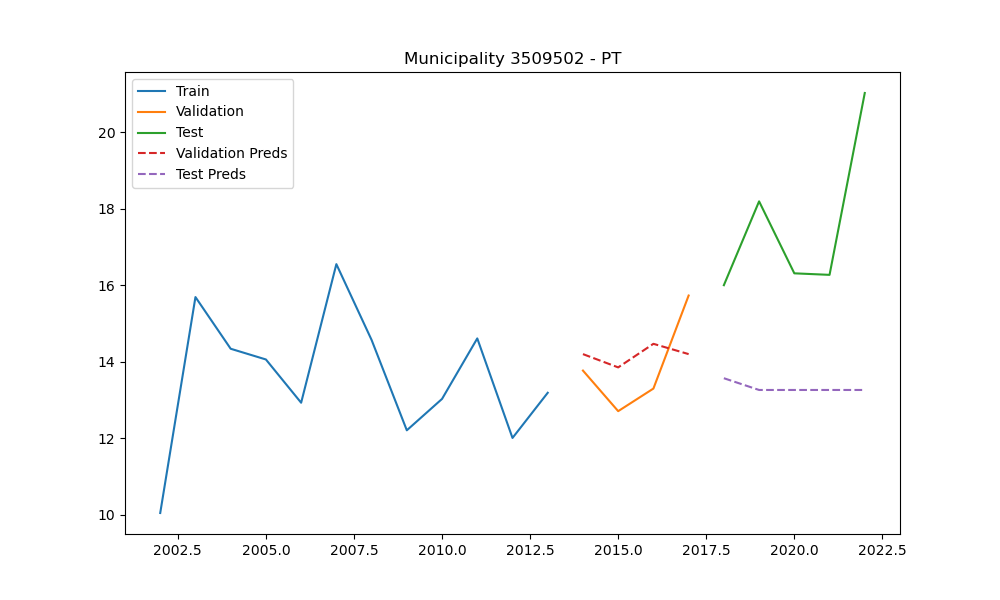 Municipality 3509502 - PT
Train
Validation
Test
Validation Preds
Test Preds
20
18
16
14
12
10
2002.5 2005.0 2007.5 2010.0 2012.5 2015.0 2017.5 2020.0 2022.5